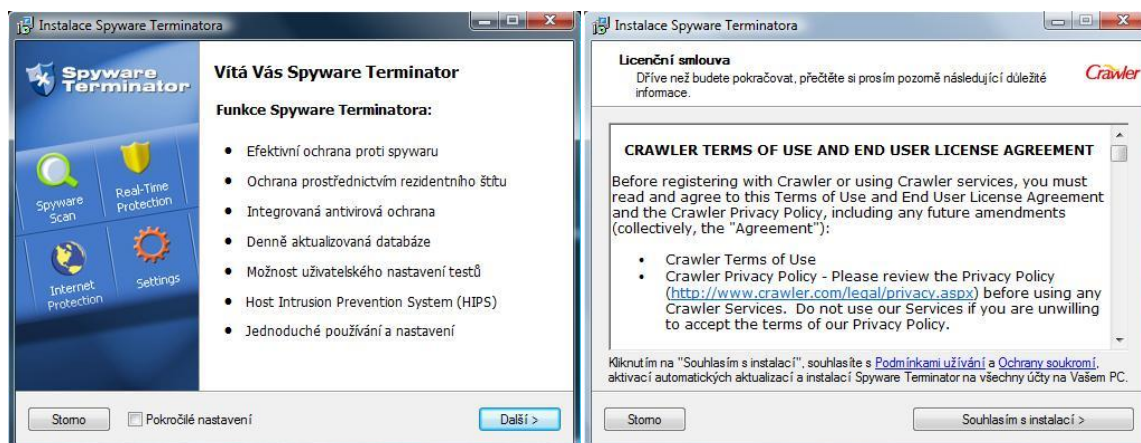 Instalace Spyware Terminatora
Spyware
Terminator
Spyware
Scan
Real-Time
Protection
Internet
Protection
Settings
Vítá Vás Spyware Terminator
Funkce Spyware Terminatora:
• Efektivní ochrana proti spywaru
• Ochrana prostřednictvím rezidentního štítu
• Integrovaná antivirová ochrana
• Denně aktualizovaná databáze
• Možnost uživatelského nastavení testů
• Host Intrusion Prevention System (HIPS)
• Jednoduché používání a nastavení
Storno
Pokročilé nastavení
Další >
Instalace Spyware Terminatora
Licenční smlouva
Dříve než budete pokračovat, přečtěte si prosím pozorně následující důležité
informace.
Crawler
CRAWLER TERMS OF USE AND END USER LICENSE AGREEMENT
Before registering with Crawler or using Crawler services, you must
read and agree to this Terms of Use and End User License Agreement
and the Crawler Privacy Policy, including any future amendments
(collectively, the "Agreement"):
• Crawler Terms of Use
• Crawler Privacy Policy - Please review the Privacy Policy
(http://www.crawler.com/legal/privacy.aspx) before using any
Crawler Services. Do not use our Services if you are unwilling
to accept the terms of our Privacy Policy.
Kliknutím na "Souhlasím s instalací", souhlasíte s Podmínkami užívání a Ochrany soukromí,
aktivací automatických aktualizací a instalací Spyware Terminator na všechny účty na Vašem PC.
Storno
Souhlasím s instalací >